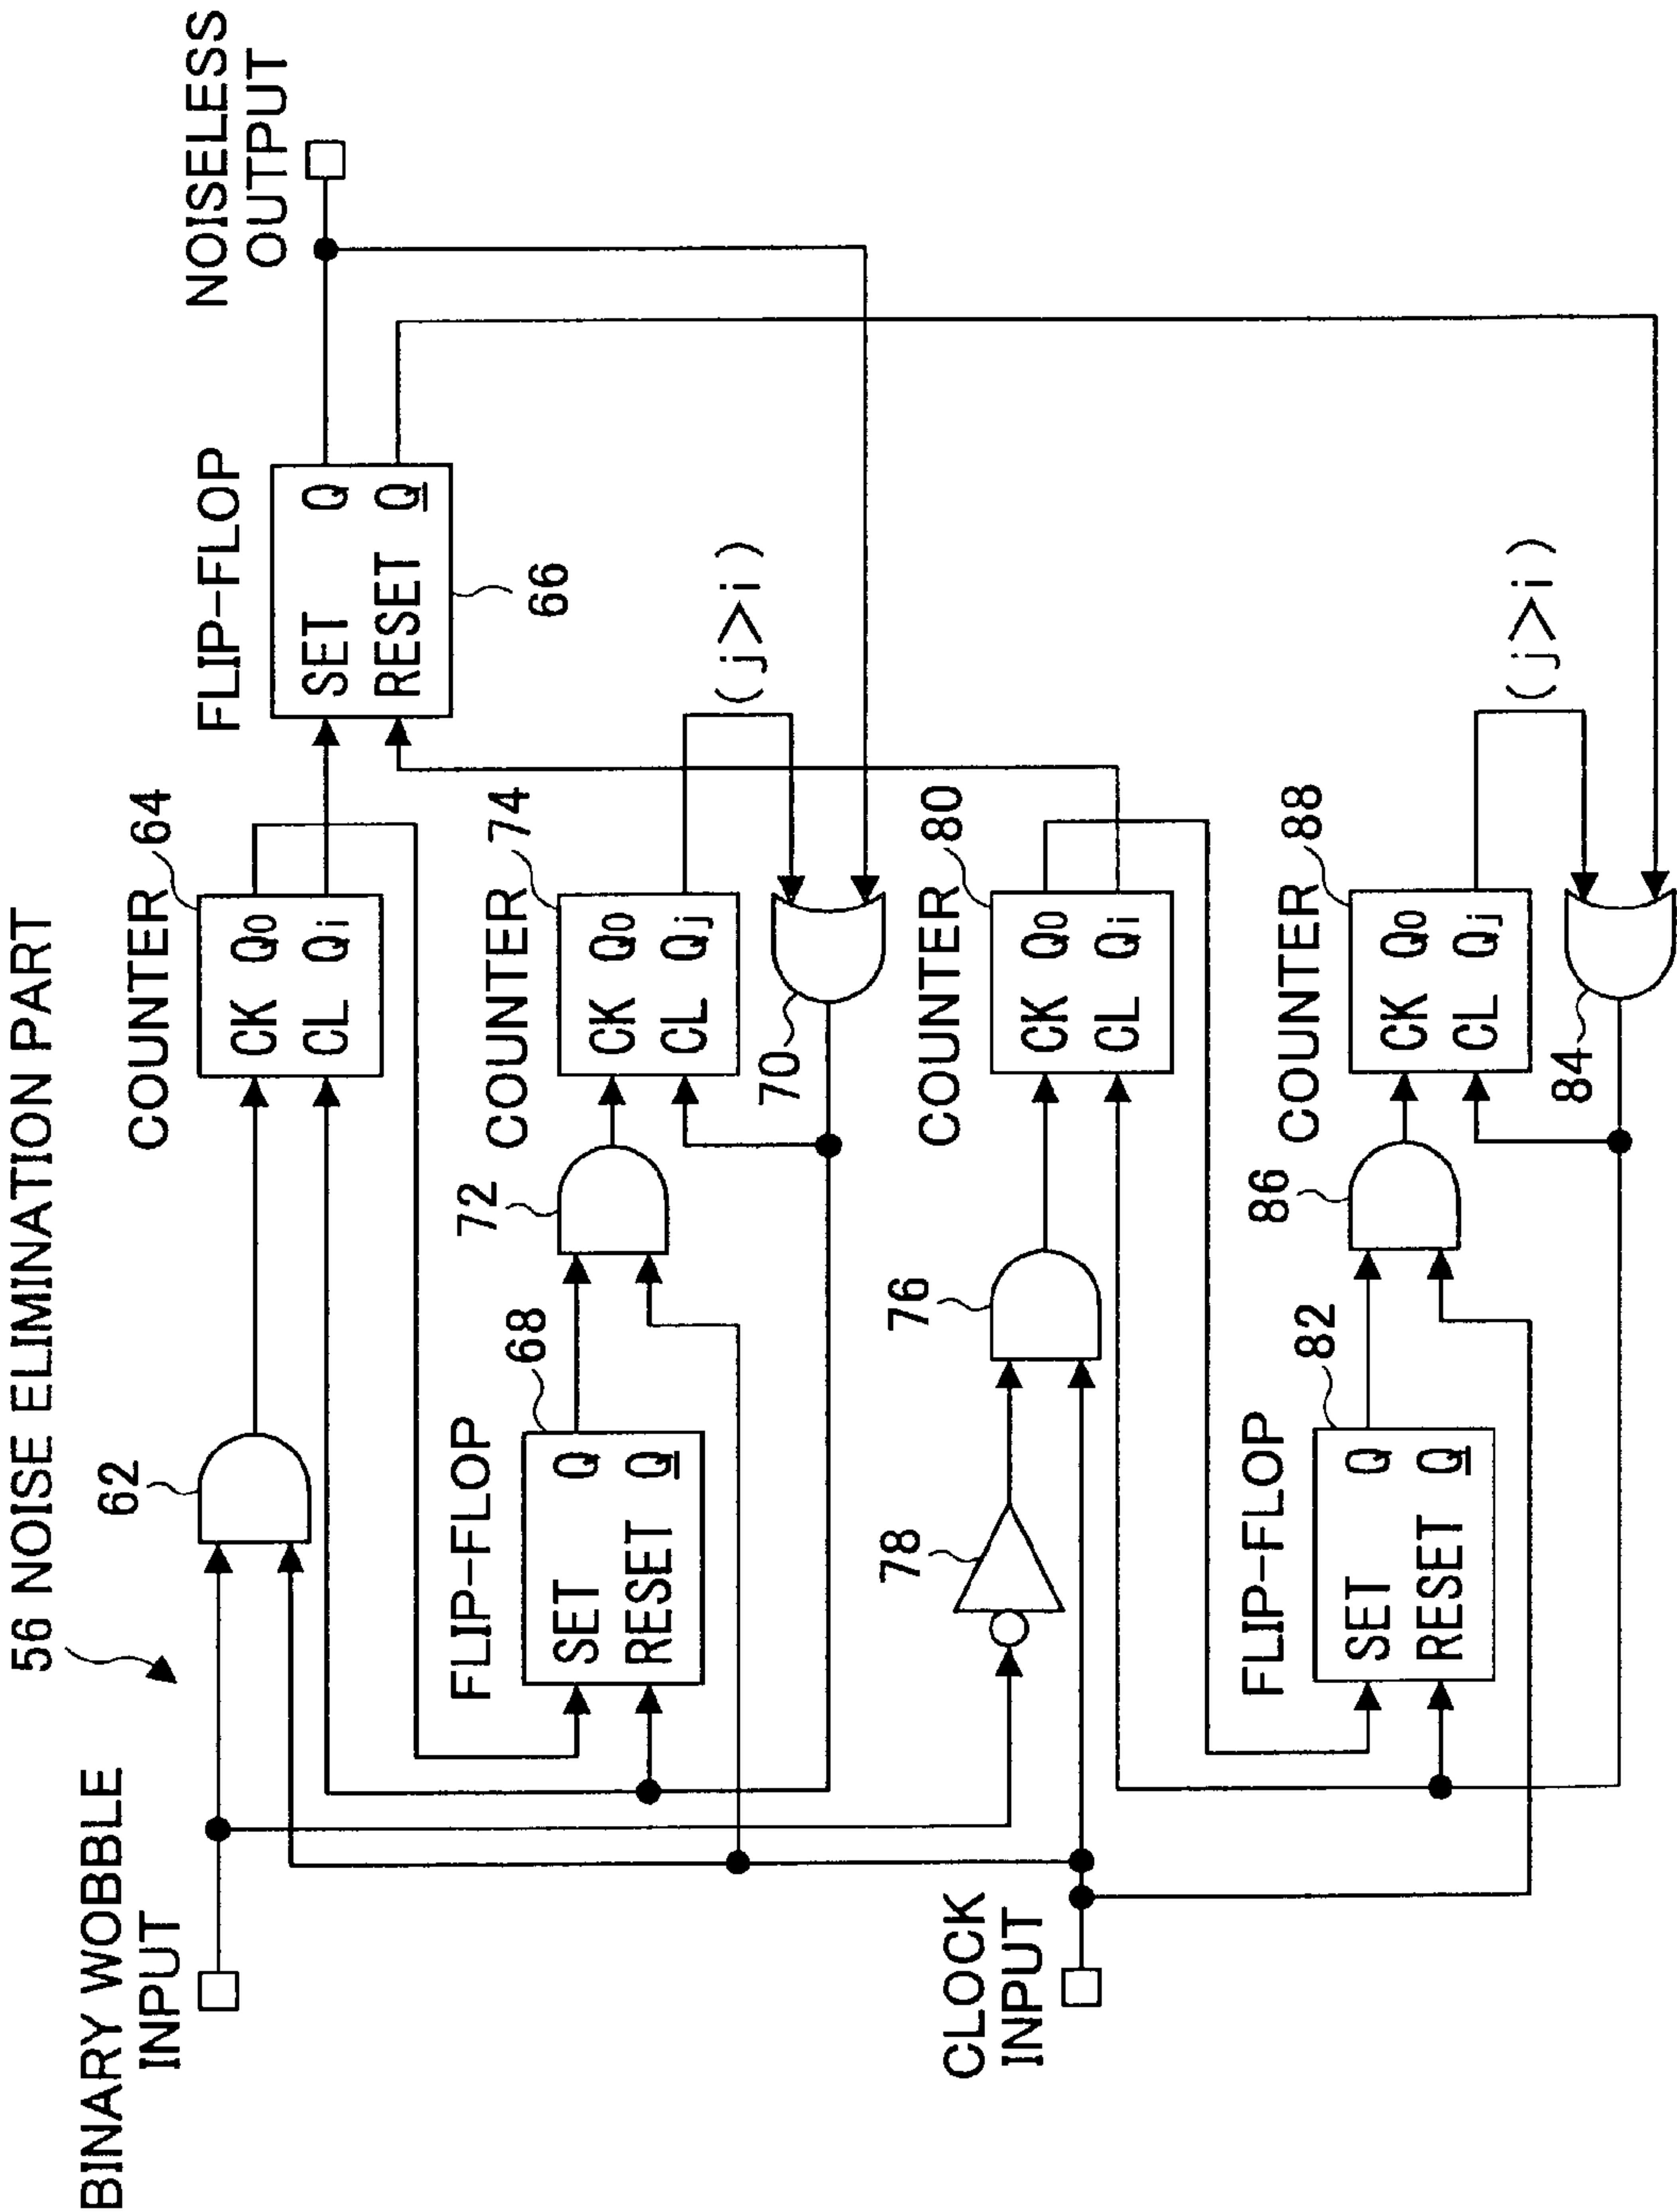 56 NOISE ELIMINATION PART
BINARY WOBBLE
INPUT
62
COUNTER
64
CK Q0
CL Qi
FLIP-FLOP
SET Q
RESET Q
66
NOISELESS
OUTPUT
FLIP-FLOP
68
SET Q
RESET Q
72
COUNTER
74
CK Q0
CL Qj
(j>i)
70
CLOCK
INPUT
78
76
COUNTER
80
CK Q0
CL Qi
FLIP-FLOP
82
SET Q
RESET Q
86
COUNTER
88
CK Q0
CL Qj
(j>i)
84